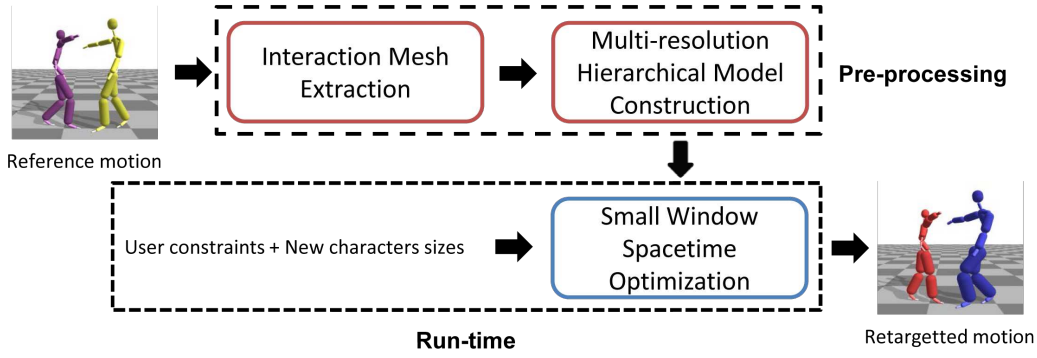 Interaction Mesh
Extraction
Multi-resolution
Hierarchical Model
Construction
Pre-processing
Reference motion
User constraints + New characters sizes
Small Window
Spacetime
Optimization
Run-time
Retargetted motion